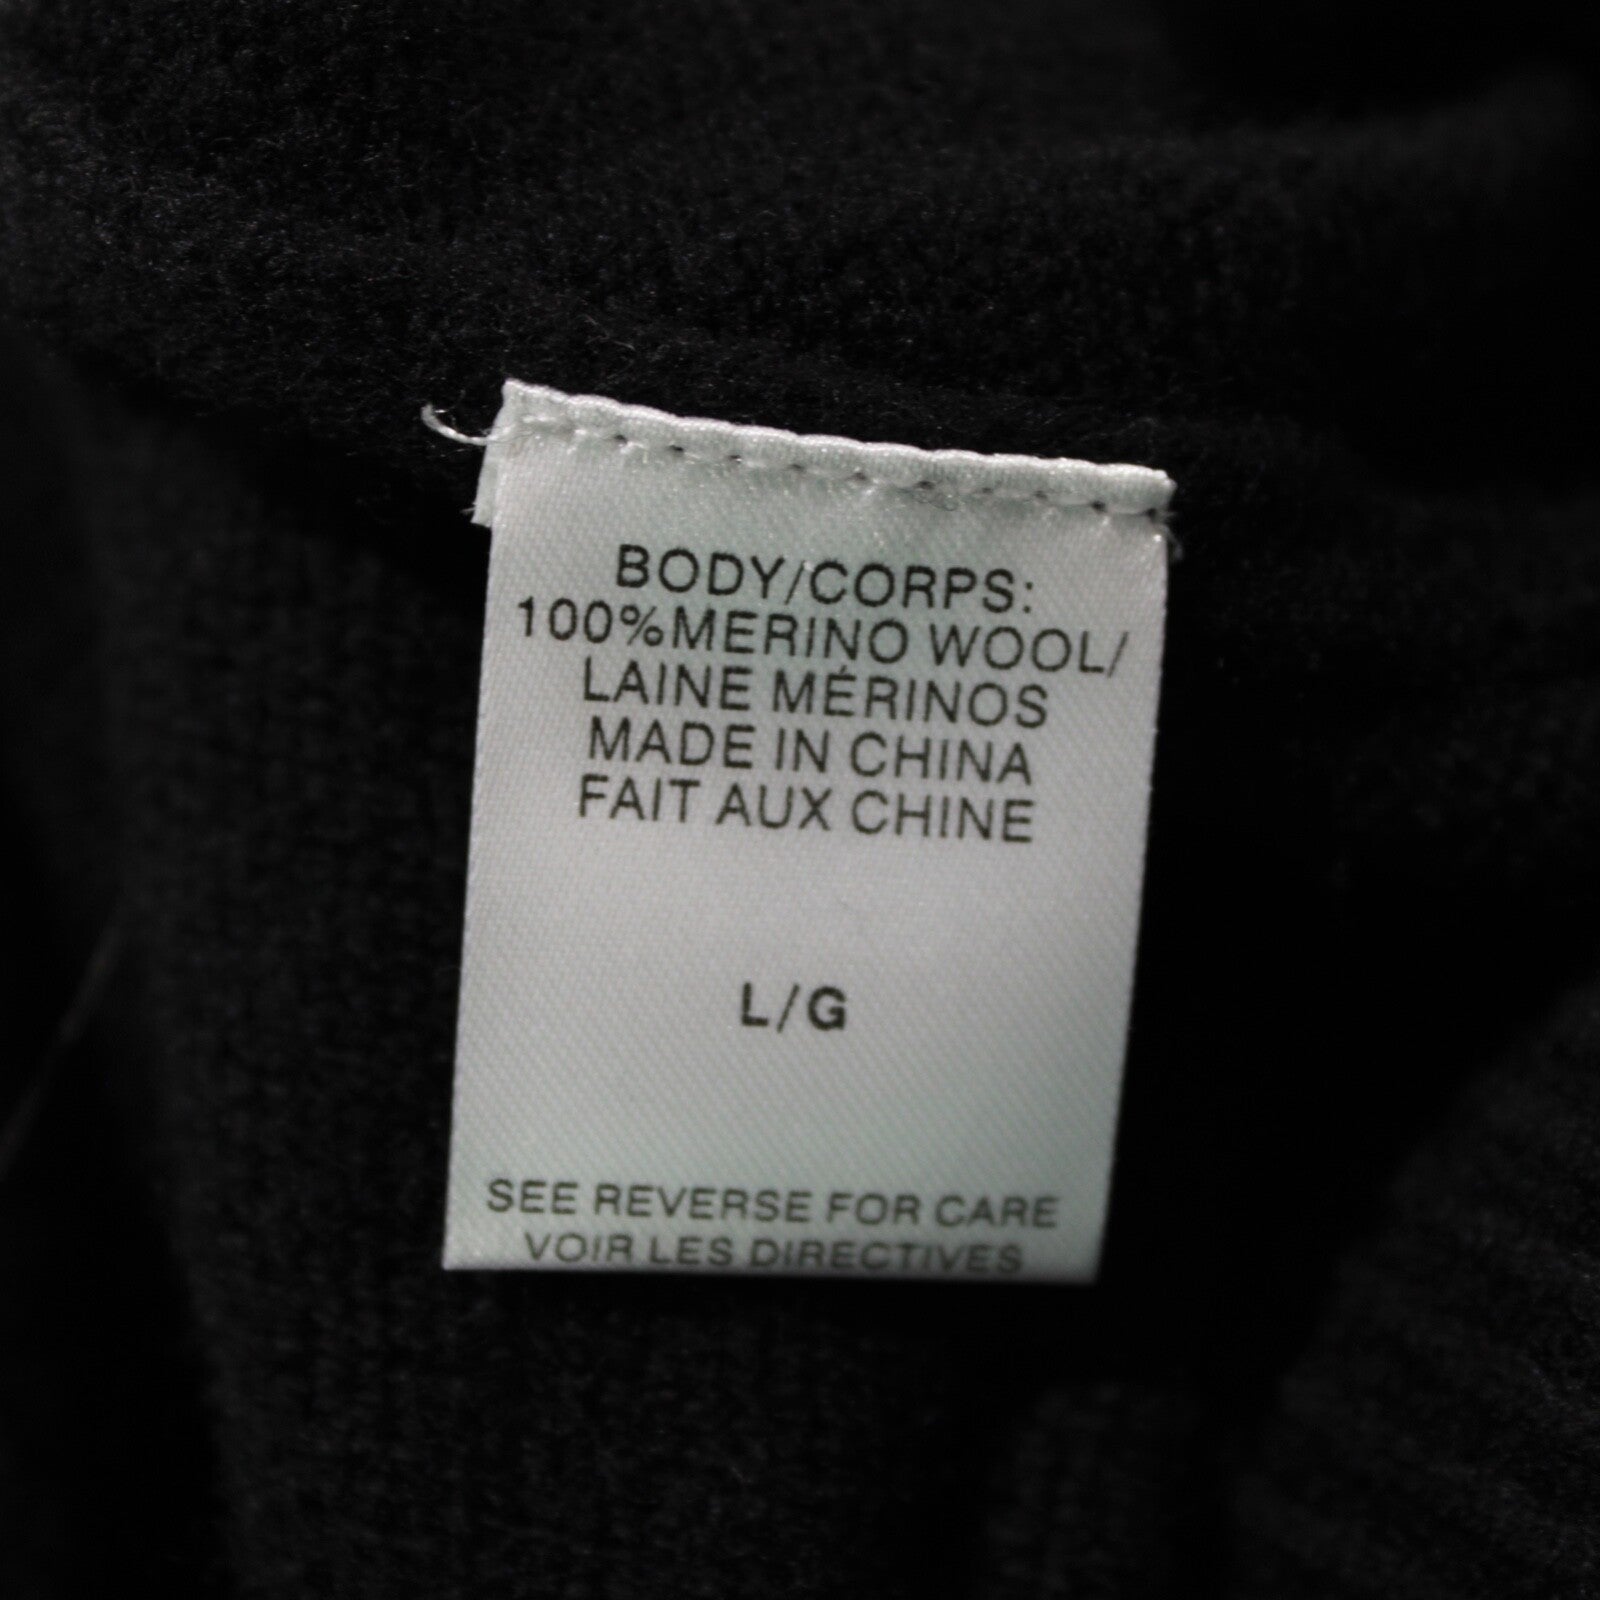 BODY/CORPS:
100%MERINO WOOL/
LAINE MÉRINOS
MADE IN CHINA
FAIT AUX CHINE
L/G
SEE REVERSE FOR CARE
VOIR LES DIRECTIVES